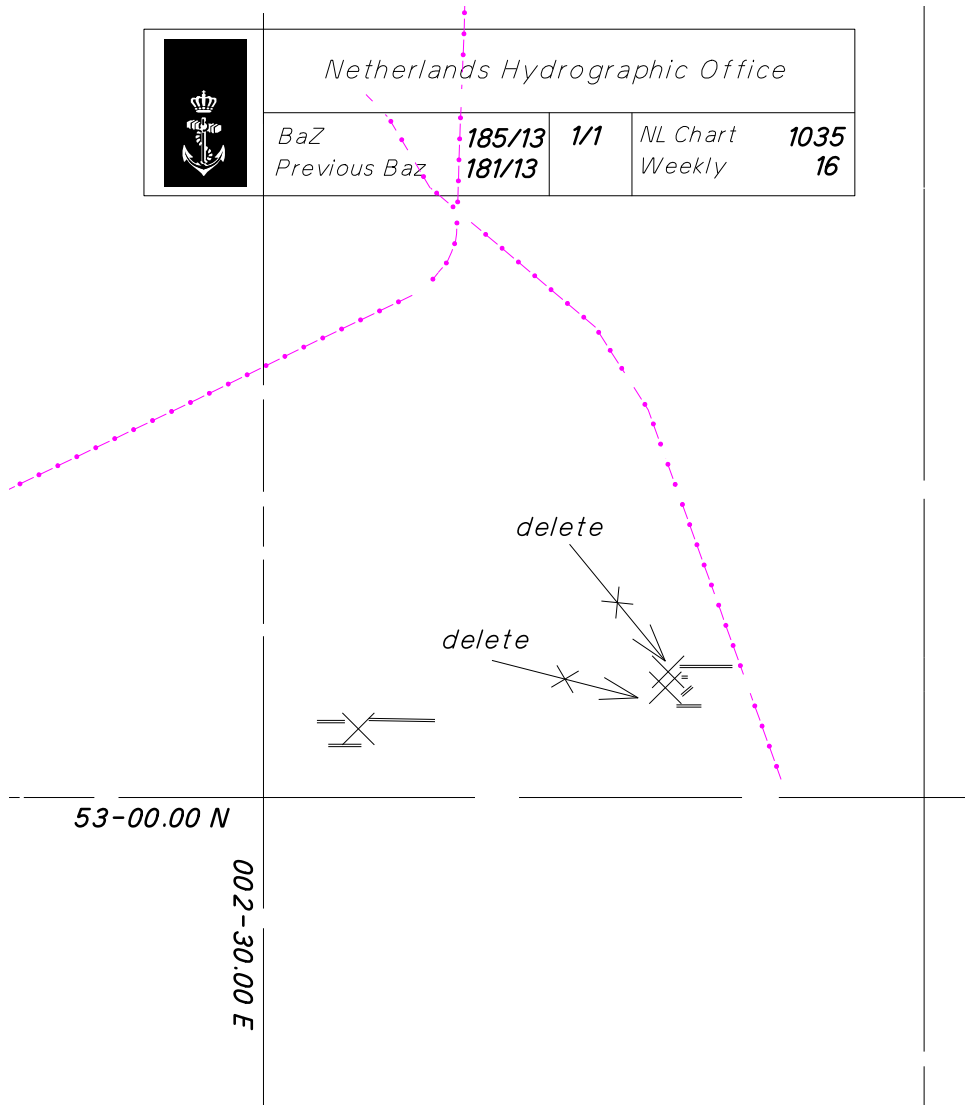 Netherlands Hydrographic Office
BaZ 185/13 1/1 NL Chart 1035
Previous Baz 181/13 Weekly 16
delete
delete
53-00.00 N
002-30.00 E